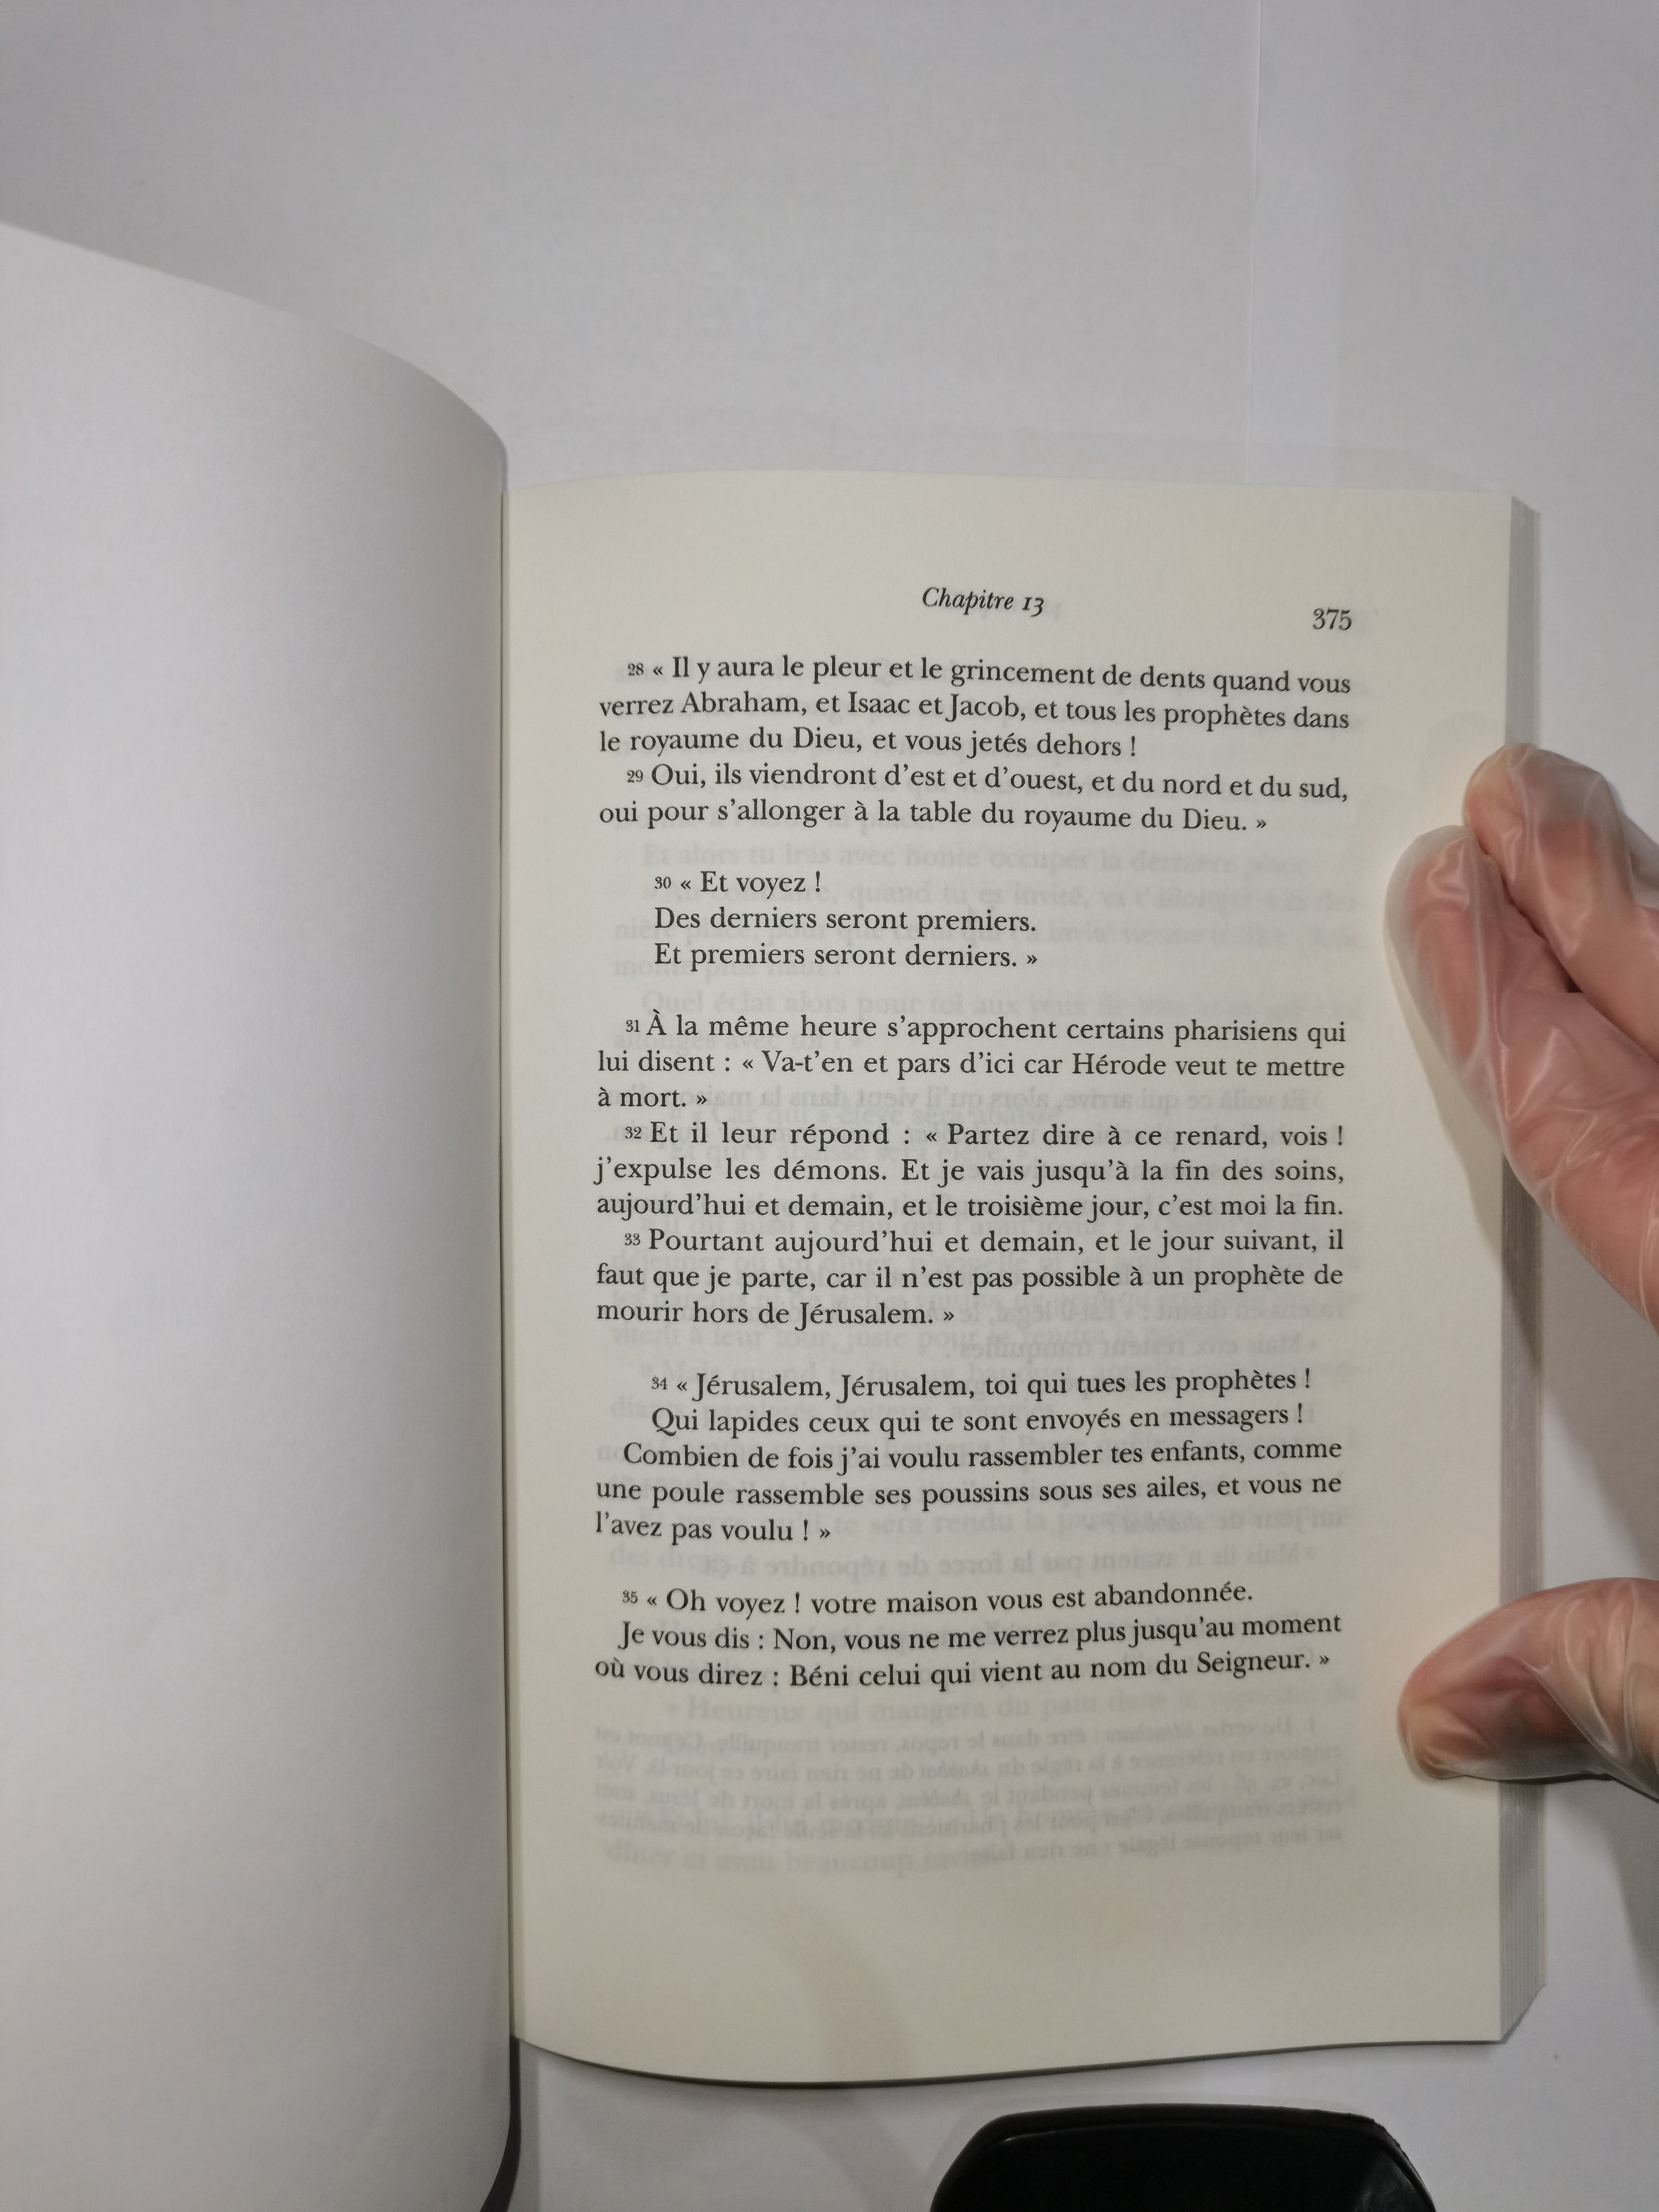 Chapitre 13
375
28 « Il y aura le pleur et le grincement de dents quand vous
verrez Abraham, et Isaac et Jacob, et tous les prophètes dans
le royaume du Dieu, et vous jetés dehors !
29 Oui, ils viendront d'est et d'ouest, et du nord et du sud,
oui pour s'allonger à la table du royaume du Dieu. »
30 « Et voyez !
Des derniers seront premiers.
Et premiers seront derniers. »
31 À la même heure s'approchent certains pharisiens qui
lui disent : « Va-t'en et pars d'ici car Hérode veut te mettre
à mort. »
32 Et il leur répond : « Partez dire à ce renard, vois !
j'expulse les démons. Et je vais jusqu'à la fin des soins,
aujourd'hui et demain, et le troisième jour, c'est moi la fin.
33 Pourtant aujourd'hui et demain, et le jour suivant, il
faut que je parte, car il n'est pas possible à un prophète de
mourir hors de Jérusalem. »
34 « Jérusalem, Jérusalem, toi qui tues les prophètes !
Qui lapides ceux qui te sont envoyés en messagers !
Combien de fois j'ai voulu rassembler tes enfants, comme
une poule rassemble ses poussins sous ses ailes, et vous ne
l'avez pas voulu ! »
35 « Oh voyez ! votre maison vous est abandonnée.
Je vous dis : Non, vous ne me verrez plus jusqu'au moment
où vous direz : Béni celui qui vient au nom du Seigneur. »